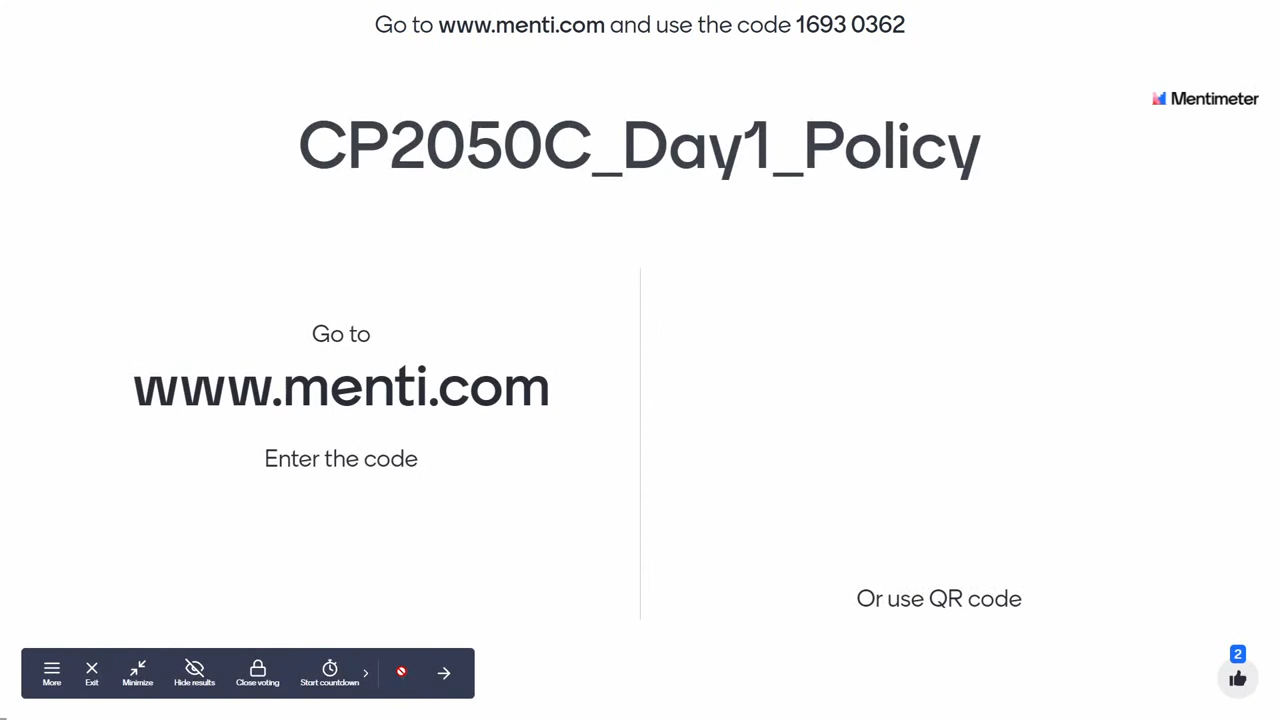 Go to www.menti.com and use the code 1693 0362
Mentimeter
CP2050C_Day1_Policy
Go to
www.menti.com
Enter the code
Or use QR code
More
Exit
Minimize
Hide results
Close voting
Start countdown
2